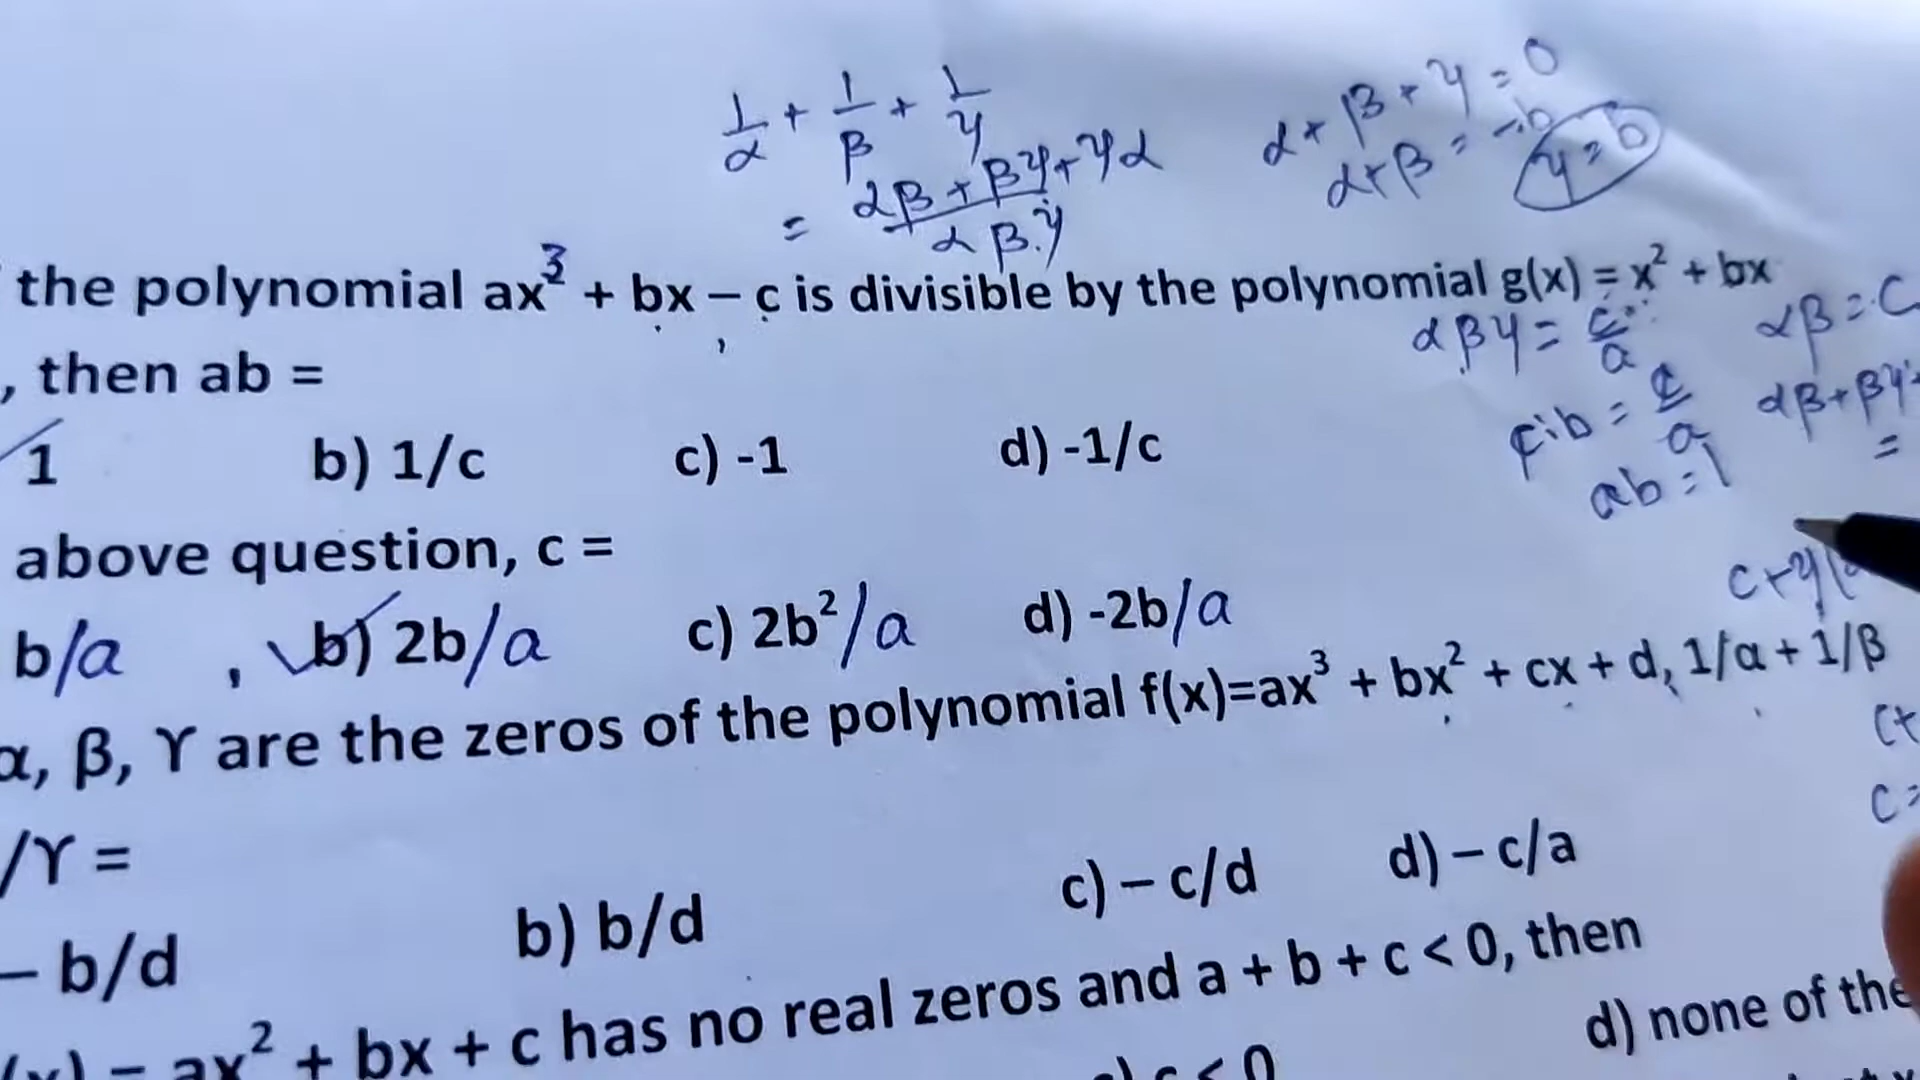 1/α + 1/β + 1/γ
= αβ + βγ + γα / αβ.γ
α + β + γ = 0
α + β = -b
γ = b
the polynomial ax³ + bx – c is divisible by the polynomial g(x) = x² + bx
, then ab =
αβγ = c/a
c.b = c/a
ab = 1
αβ = C
αβ + βγ +
=
1 b) 1/c c) -1 d) -1/c
above question, c =
b/a , b) 2b/a c) 2b²/a d) -2b/a
α, β, ϒ are the zeros of the polynomial f(x)=ax³ + bx² + cx + d, 1/α + 1/β
/ϒ =
– b/d b) b/d c) – c/d d) – c/a
ax² + bx + c has no real zeros and a + b + c < 0, then
c < 0 d) none of the